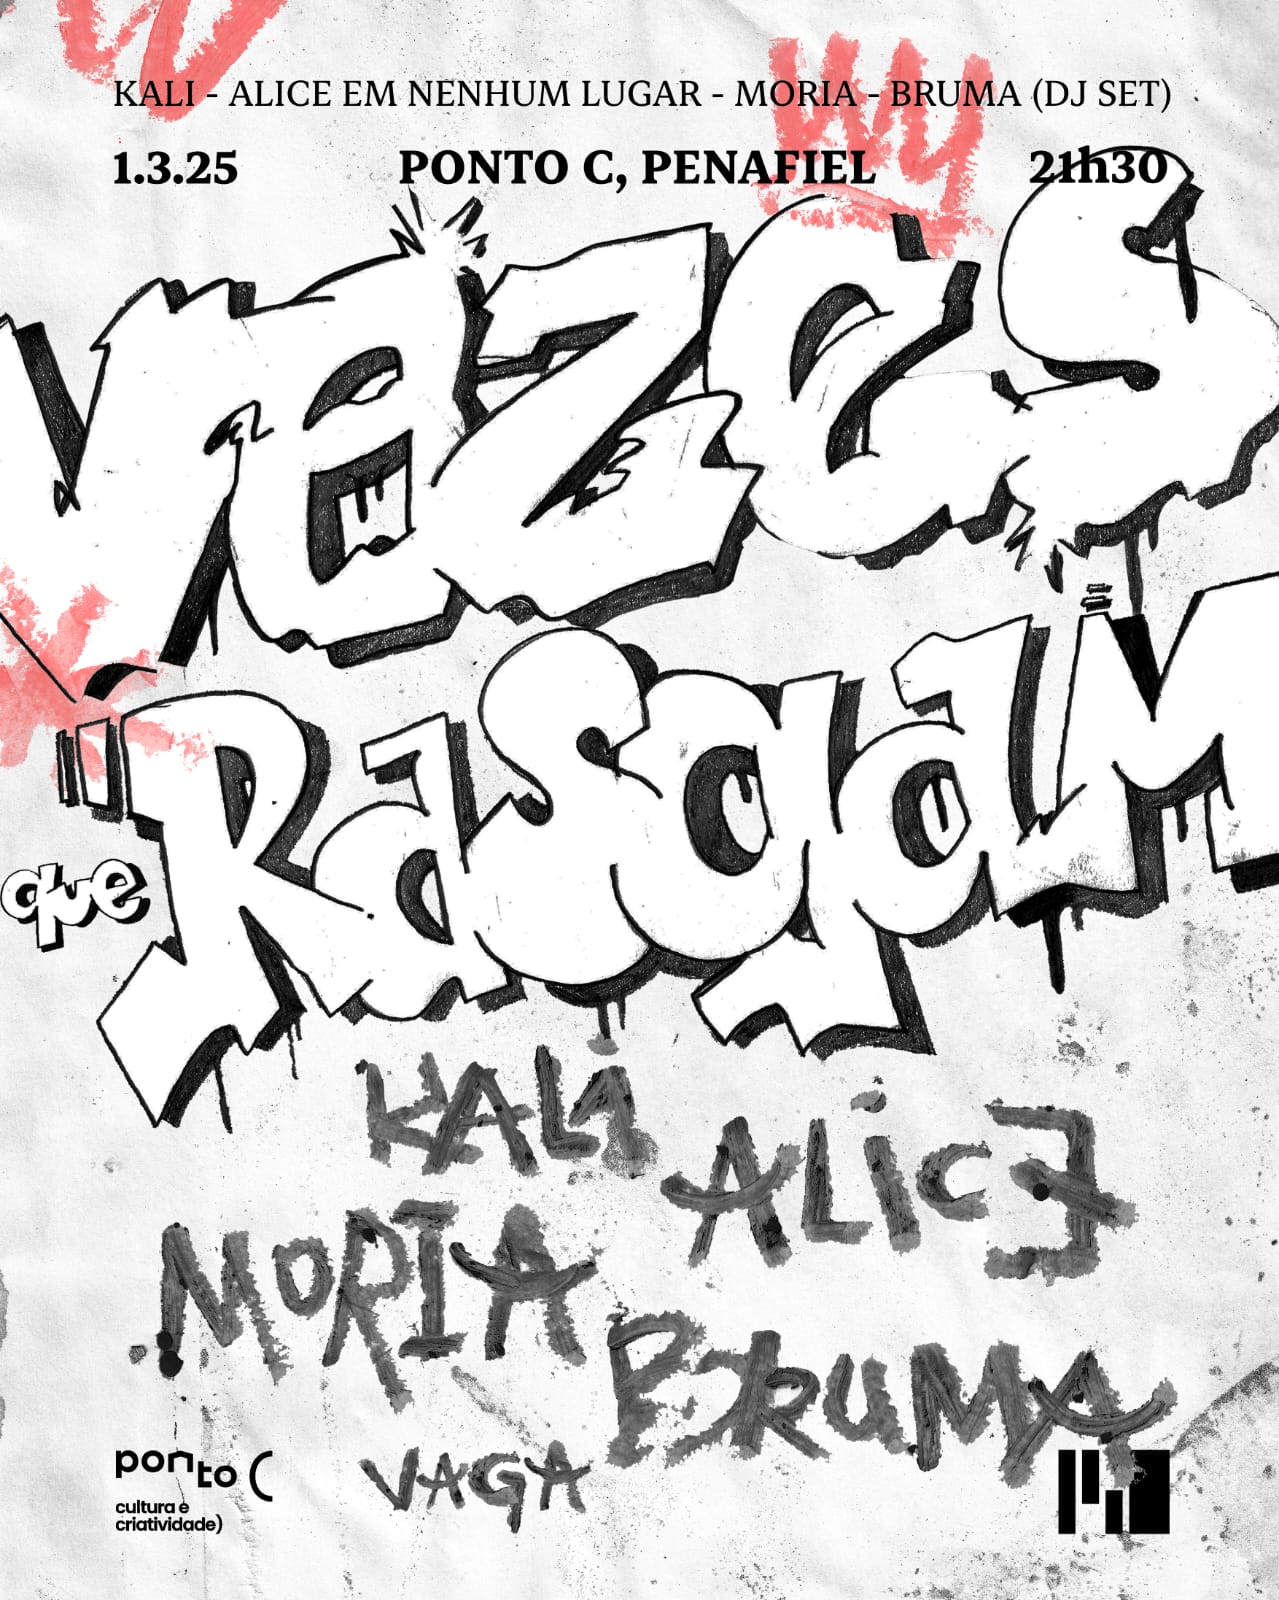 KALI - ALICE EM NENHUM LUGAR - MORIA - BRUMA (DJ SET)
1.3.25 PONTO C, PENAFIEL 21h30
VOZeS
que RasgaM
KALi
ALicE
MoRIA
BRuMA
VAGA
ponto C
cultura e
criatividade)